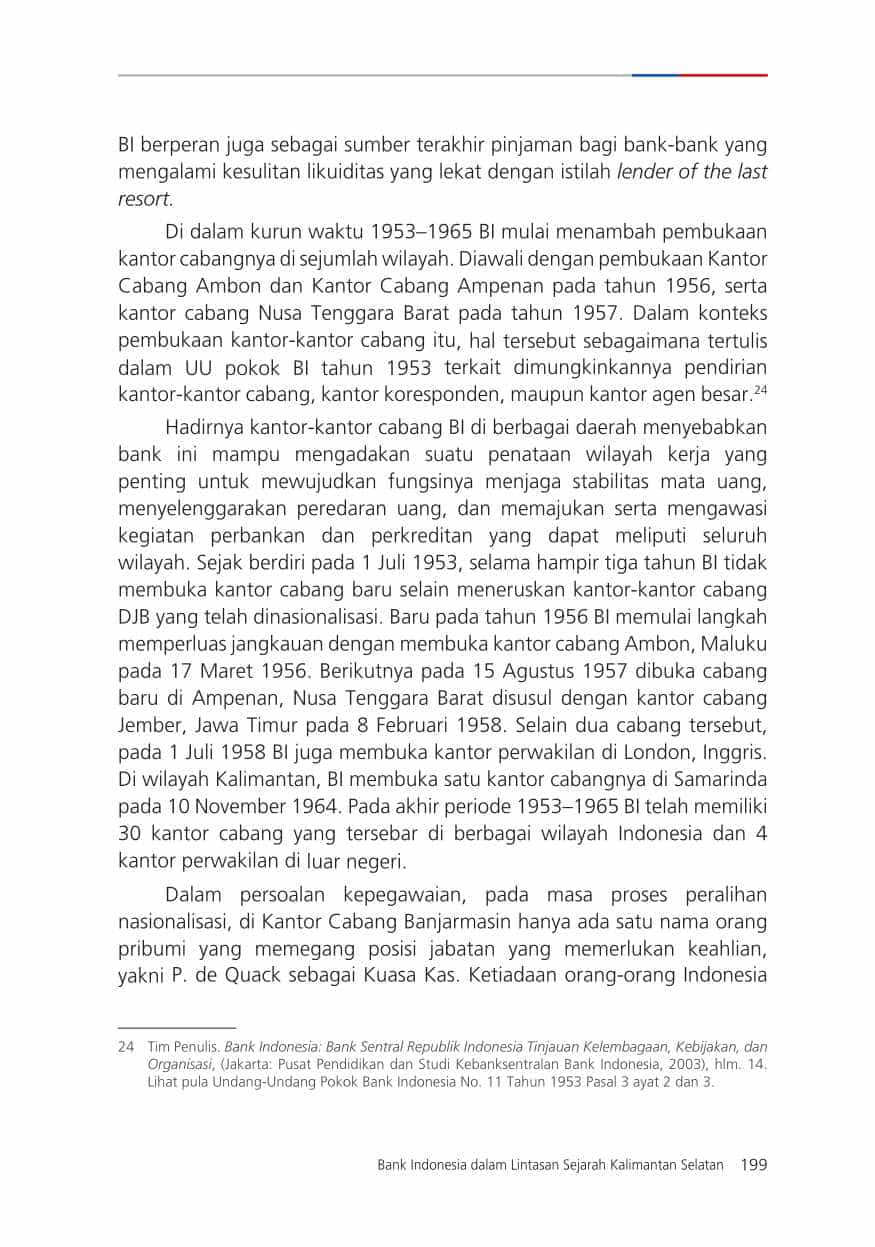 BI berperan juga sebagai sumber terakhir pinjaman bagi bank-bank yang
mengalami kesulitan likuiditas yang lekat dengan istilah lender of the last
resort.
Di dalam kurun waktu 1953–1965 BI mulai menambah pembukaan
kantor cabangnya di sejumlah wilayah. Diawali dengan pembukaan Kantor
Cabang Ambon dan Kantor Cabang Ampenan pada tahun 1956, serta
kantor cabang Nusa Tenggara Barat pada tahun 1957. Dalam konteks
pembukaan kantor-kantor cabang itu, hal tersebut sebagaimana tertulis
dalam UU pokok BI tahun 1953 terkait dimungkinkannya pendirian
kantor-kantor cabang, kantor koresponden, maupun kantor agen besar.24
Hadirnya kantor-kantor cabang BI di berbagai daerah menyebabkan
bank ini mampu mengadakan suatu penataan wilayah kerja yang
penting untuk mewujudkan fungsinya menjaga stabilitas mata uang,
menyelenggarakan peredaran uang, dan memajukan serta mengawasi
kegiatan perbankan dan perkreditan yang dapat meliputi seluruh
wilayah. Sejak berdiri pada 1 Juli 1953, selama hampir tiga tahun BI tidak
membuka kantor cabang baru selain meneruskan kantor-kantor cabang
DJB yang telah dinasionalisasi. Baru pada tahun 1956 BI memulai langkah
memperluas jangkauan dengan membuka kantor cabang Ambon, Maluku
pada 17 Maret 1956. Berikutnya pada 15 Agustus 1957 dibuka cabang
baru di Ampenan, Nusa Tenggara Barat disusul dengan kantor cabang
Jember, Jawa Timur pada 8 Februari 1958. Selain dua cabang tersebut,
pada 1 Juli 1958 BI juga membuka kantor perwakilan di London, Inggris.
Di wilayah Kalimantan, BI membuka satu kantor cabangnya di Samarinda
pada 10 November 1964. Pada akhir periode 1953–1965 BI telah memiliki
30 kantor cabang yang tersebar di berbagai wilayah Indonesia dan 4
kantor perwakilan di luar negeri.
Dalam persoalan kepegawaian, pada masa proses peralihan
nasionalisasi, di Kantor Cabang Banjarmasin hanya ada satu nama orang
pribumi yang memegang posisi jabatan yang memerlukan keahlian,
yakni P. de Quack sebagai Kuasa Kas. Ketiadaan orang-orang Indonesia
24 Tim Penulis. Bank Indonesia: Bank Sentral Republik Indonesia Tinjauan Kelembagaan, Kebijakan, dan
Organisasi, (Jakarta: Pusat Pendidikan dan Studi Kebanksentralan Bank Indonesia, 2003), hlm. 14.
Lihat pula Undang-Undang Pokok Bank Indonesia No. 11 Tahun 1953 Pasal 3 ayat 2 dan 3.
Bank Indonesia dalam Lintasan Sejarah Kalimantan Selatan 199